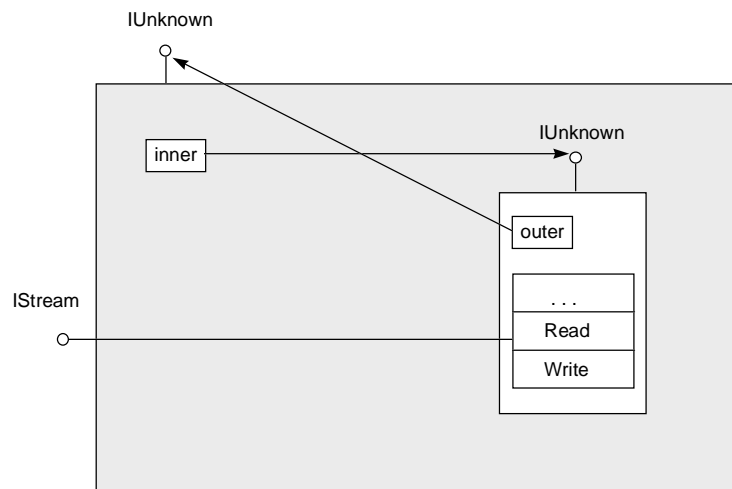 IUnknown
IUnknown
inner
outer
IStream
. . .
Read
Write